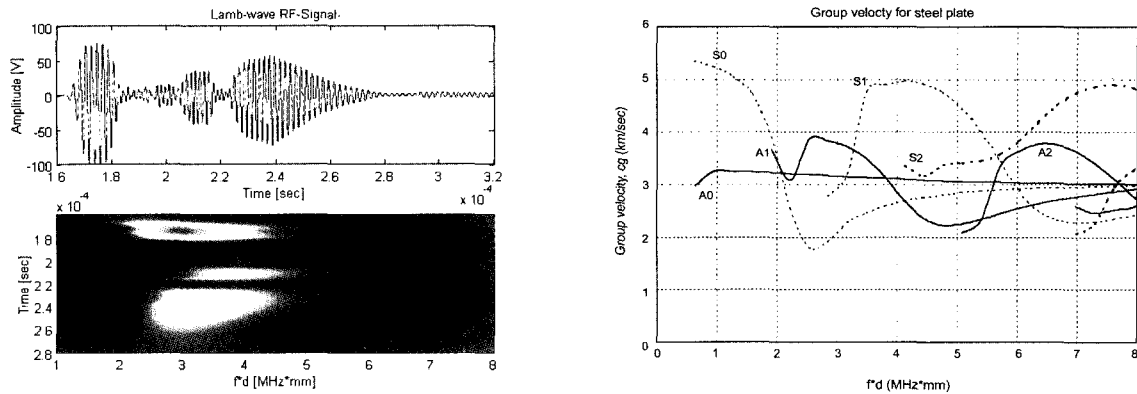 Lamb-wave RF-Signal
Amplitude [V]
100
50
0
-50
-100
1 6
1.8
2
2.2
2.4
2.6
2.8
3
3.2
Time [sec]
x 10⁻⁴
x 10⁻⁴
Time [sec]
1.8
2
2.2
2.4
2 6
2.8
1
2
3
4
5
6
7
8
f*d [MHz*mm]
Group velocty for steel plate
Group velocity, cg (km/sec)
6
5
4
3
2
1
0
0
1
2
3
4
5
6
7
8
S0
S1
A1
S2
A2
A0
f*d (MHz*mm)